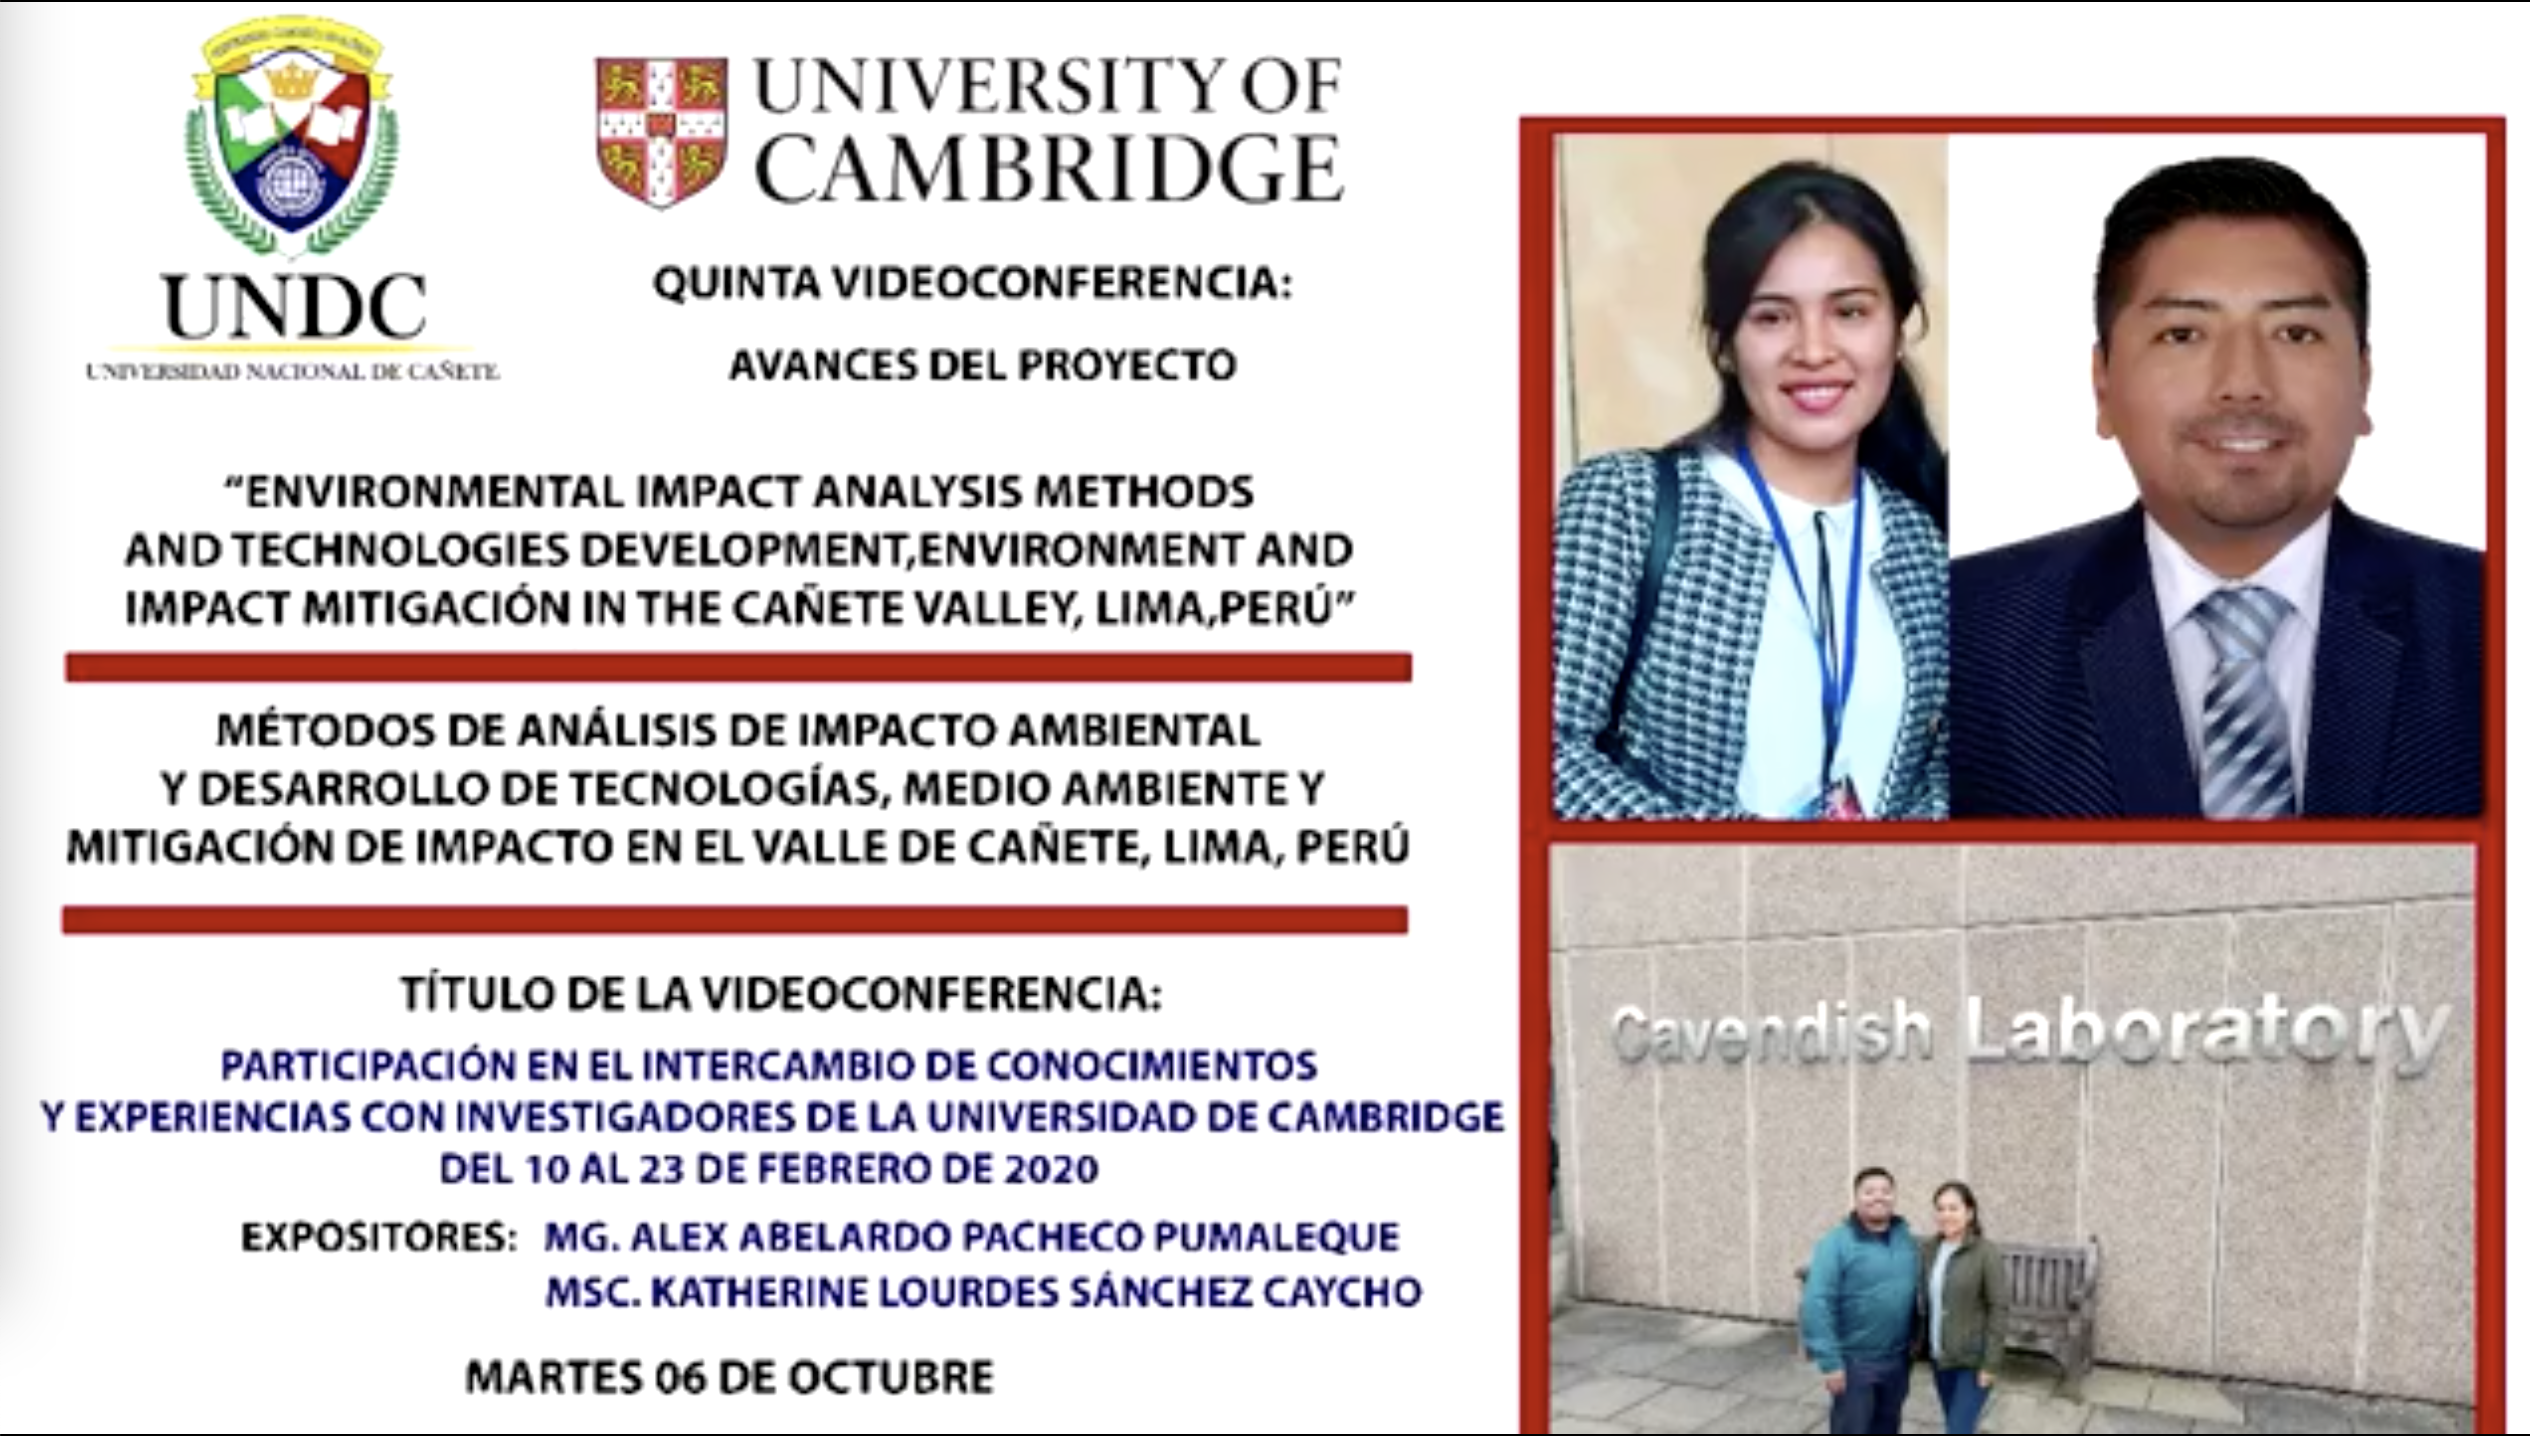 UNDC
UNIVERSIDAD NACIONAL DE CAÑETE
UNIVERSITY OF
CAMBRIDGE
QUINTA VIDEOCONFERENCIA:
AVANCES DEL PROYECTO
“ENVIRONMENTAL IMPACT ANALYSIS METHODS
AND TECHNOLOGIES DEVELOPMENT,ENVIRONMENT AND
IMPACT MITIGACIÓN IN THE CAÑETE VALLEY, LIMA,PERÚ”
MÉTODOS DE ANÁLISIS DE IMPACTO AMBIENTAL
Y DESARROLLO DE TECNOLOGÍAS, MEDIO AMBIENTE Y
MITIGACIÓN DE IMPACTO EN EL VALLE DE CAÑETE, LIMA, PERÚ
TÍTULO DE LA VIDEOCONFERENCIA:
PARTICIPACIÓN EN EL INTERCAMBIO DE CONOCIMIENTOS
Y EXPERIENCIAS CON INVESTIGADORES DE LA UNIVERSIDAD DE CAMBRIDGE
DEL 10 AL 23 DE FEBRERO DE 2020
EXPOSITORES: MG. ALEX ABELARDO PACHECO PUMALEQUE
MSC. KATHERINE LOURDES SÁNCHEZ CAYCHO
MARTES 06 DE OCTUBRE
Cavendish Laboratory